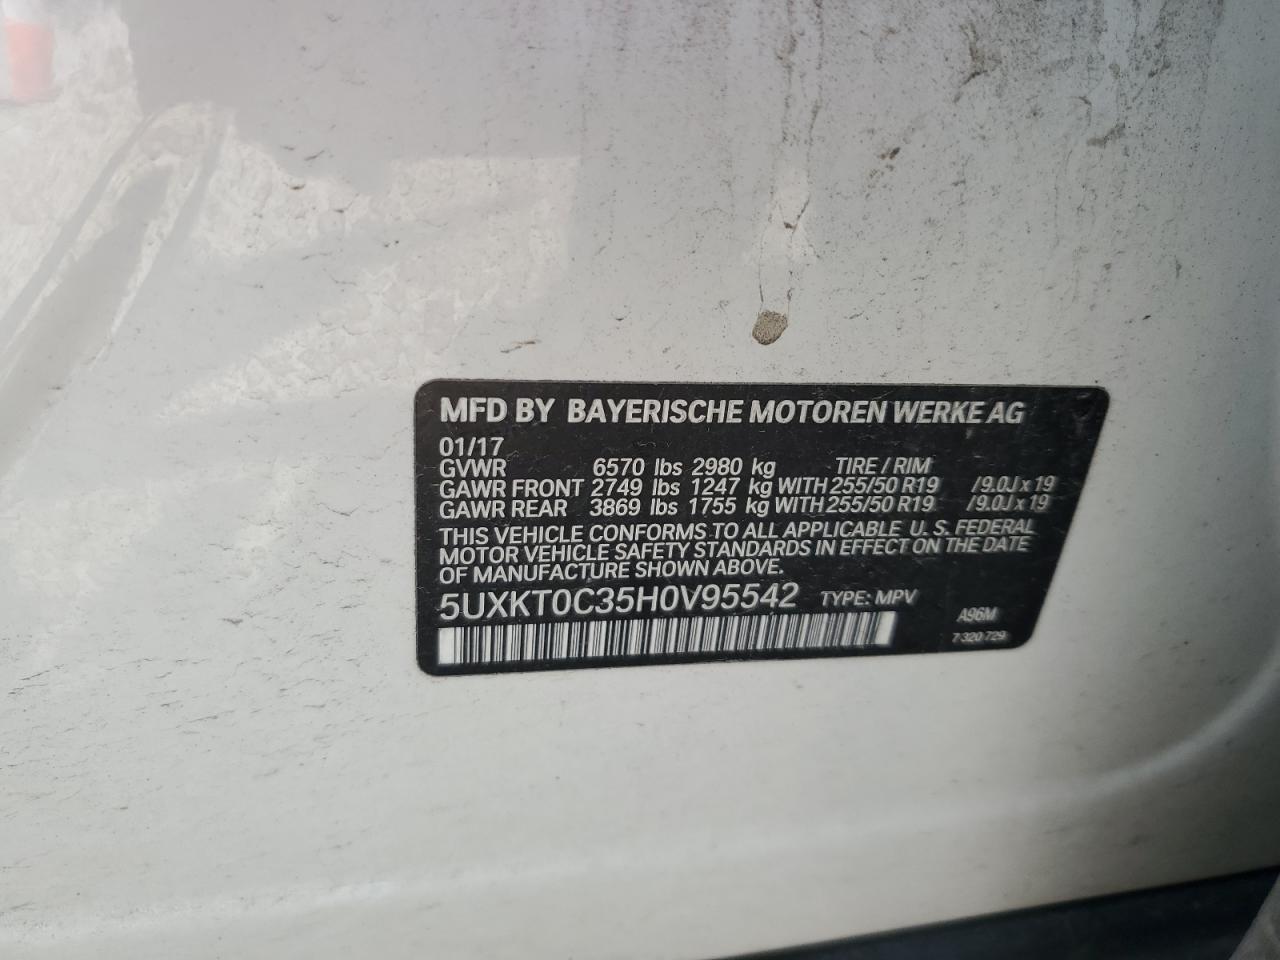 MFD BY BAYERISCHE MOTOREN WERKE AG
01/17
GVWR 6570 lbs 2980 kg TIRE / RIM
GAWR FRONT 2749 lbs 1247 kg WITH 255/50 R19 /9.0J x 19
GAWR REAR 3869 lbs 1755 kg WITH 255/50 R19 /9.0J x 19
THIS VEHICLE CONFORMS TO ALL APPLICABLE U. S. FEDERAL
MOTOR VEHICLE SAFETY STANDARDS IN EFFECT ON THE DATE
OF MANUFACTURE SHOWN ABOVE.
5UXKT0C35H0V95542 TYPE: MPV
A96M
7 320 729